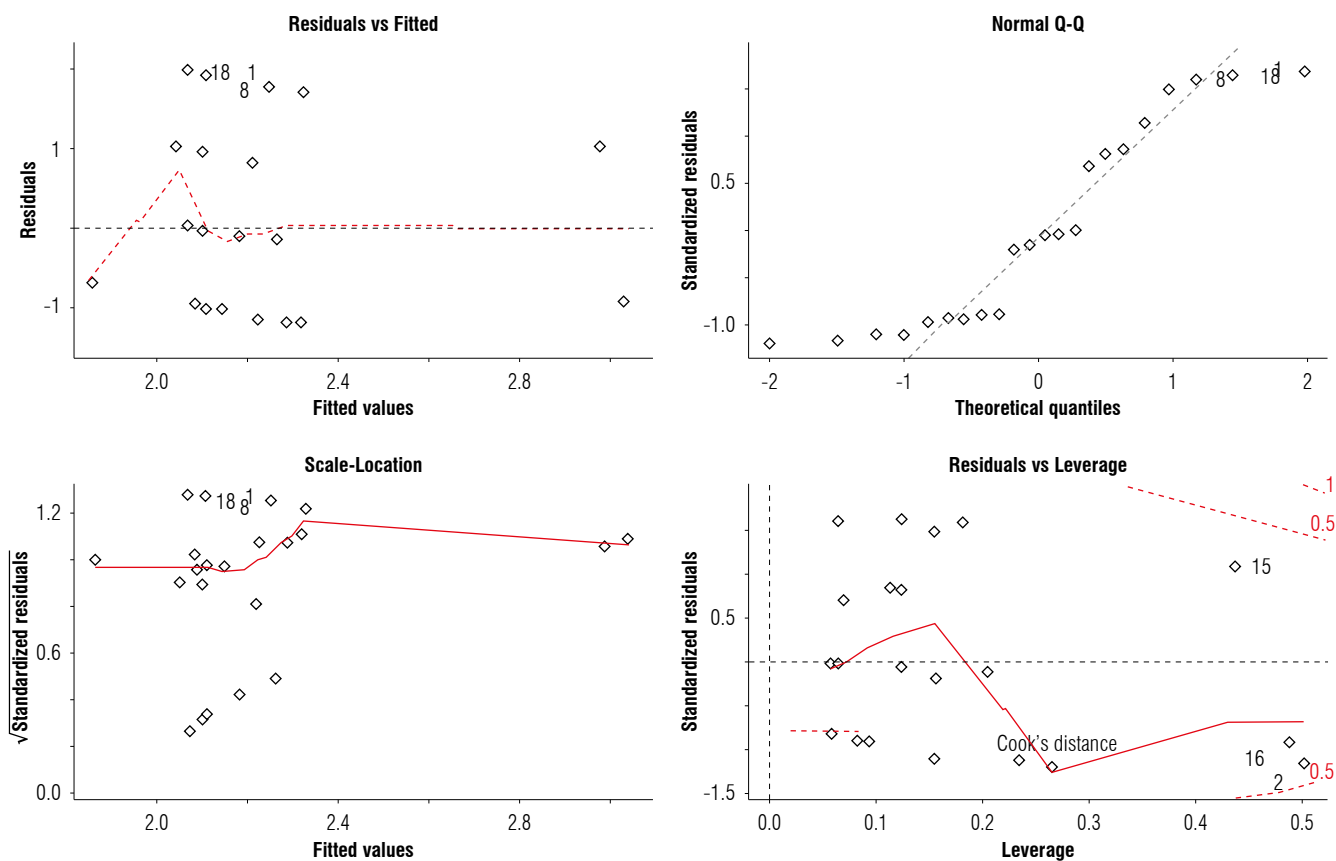 Residuals vs Fitted
Residuals
1
-1
18 1
8
2.0 2.4 2.8
Fitted values
Normal Q-Q
Standardized residuals
0.5
-1.0
8 18 1
-2 -1 0 1 2
Theoretical quantiles
Scale-Location
√Standardized residuals
1.2
0.6
0.0
18 8 1
2.0 2.4 2.8
Fitted values
Residuals vs Leverage
Standardized residuals
0.5
-1.5
1
0.5
15
Cook's distance
16
2
0.5
0.0 0.1 0.2 0.3 0.4 0.5
Leverage